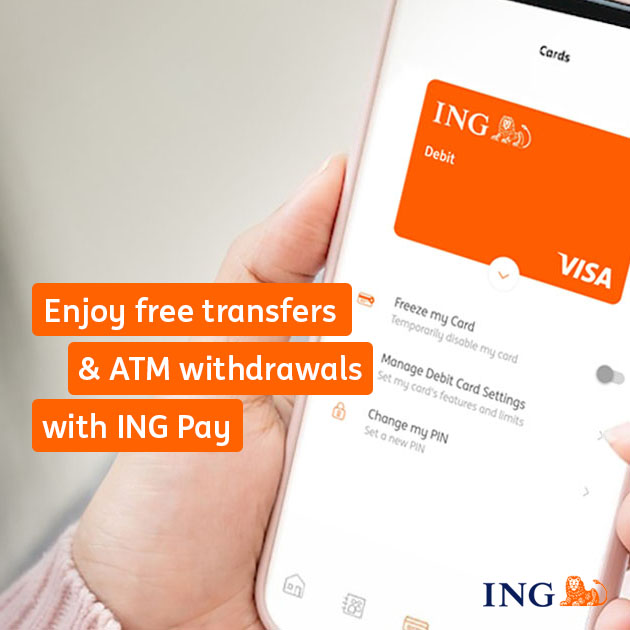 Cards
ING
Debit
VISA
Freeze my Card
Temporarily disable my card
Manage Debit Card Settings
Set my card's features and limits
Change my PIN
Set a new PIN
Enjoy free transfers
& ATM withdrawals
with ING Pay
ING